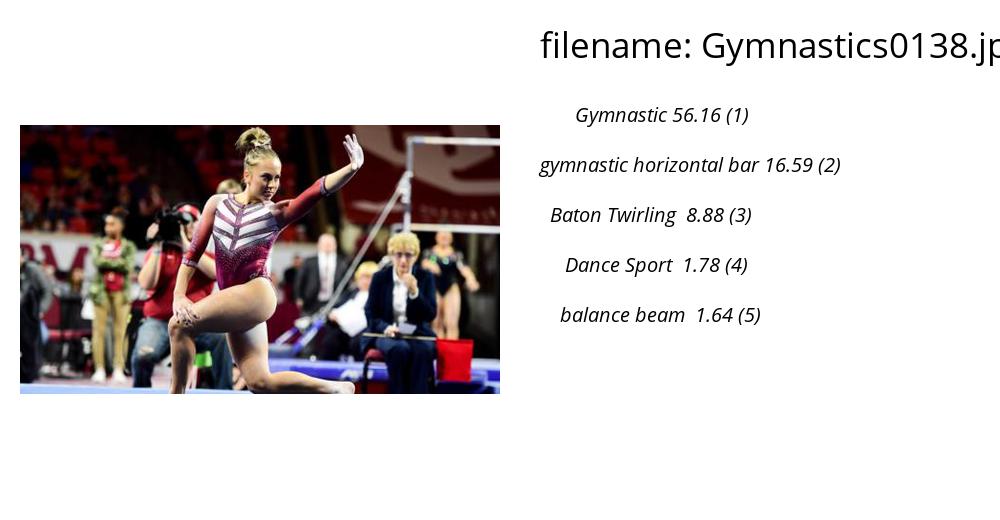 filename: Gymnastics0138.jp
Gymnastic 56.16 (1)
gymnastic horizontal bar 16.59 (2)
Baton Twirling 8.88 (3)
Dance Sport 1.78 (4)
balance beam 1.64 (5)